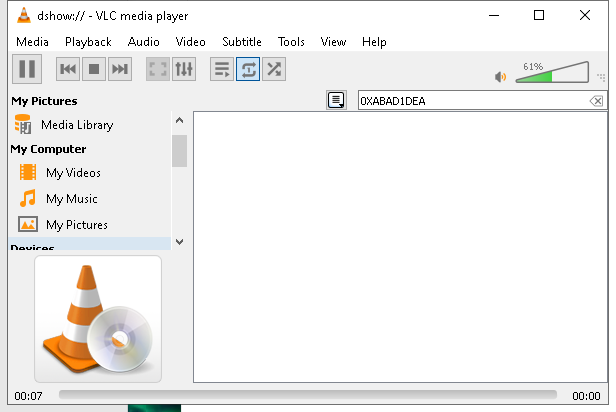 dshow:// - VLC media player
Media Playback Audio Video Subtitle Tools View Help
61%
My Pictures
0XABAD1DEA
Media Library
My Computer
My Videos
My Music
My Pictures
Devices
00:07
00:00